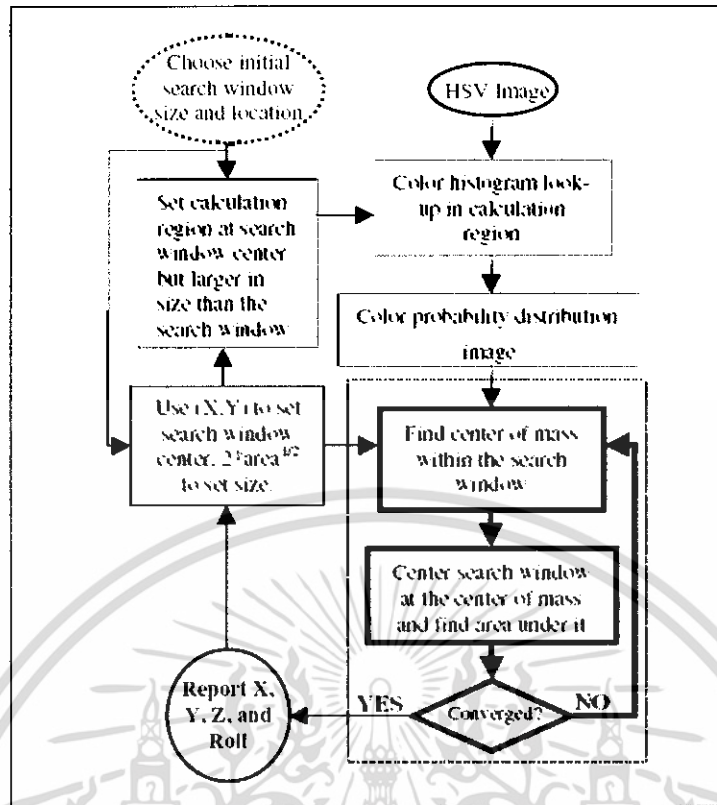 Choose initial
search window
size and location
HSV Image
Set calculation
region at search
window center
but larger in
size than the
search window
Color histogram look-
up in calculation
region
Color probability distribution
image
Use (X,Y) to set
search window
center, 2*area^1/2
to set size.
Find center of mass
within the search
window
Center search window
at the center of mass
and find area under it
Converged?
YES
NO
Report X,
Y, Z, and
Roll